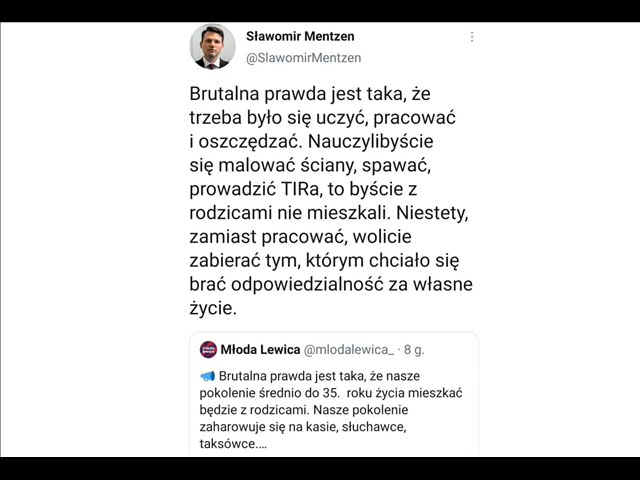 Sławomir Mentzen
@SlawomirMentzen
Brutalna prawda jest taka, że
trzeba było się uczyć, pracować
i oszczędzać. Nauczylibyście
się malować ściany, spawać,
prowadzić TIRa, to byście z
rodzicami nie mieszkali. Niestety,
zamiast pracować, wolicie
zabierać tym, którym chciało się
brać odpowiedzialność za własne
życie.
Młoda Lewica @mlodalewica_ · 8 g.
📣 Brutalna prawda jest taka, że nasze
pokolenie średnio do 35. roku życia mieszkać
będzie z rodzicami. Nasze pokolenie
zaharowuje się na kasie, słuchawce,
taksówce....